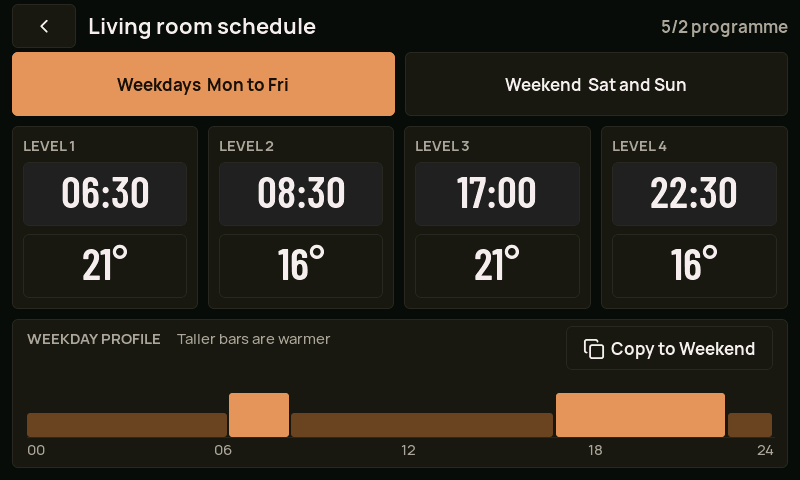 Living room schedule
5/2 programme
Weekdays Mon to Fri
Weekend Sat and Sun
LEVEL 1
LEVEL 2
LEVEL 3
LEVEL 4
06:30
08:30
17:00
22:30
21°
16°
21°
16°
WEEKDAY PROFILE Taller bars are warmer
Copy to Weekend
00 06 12 18 24